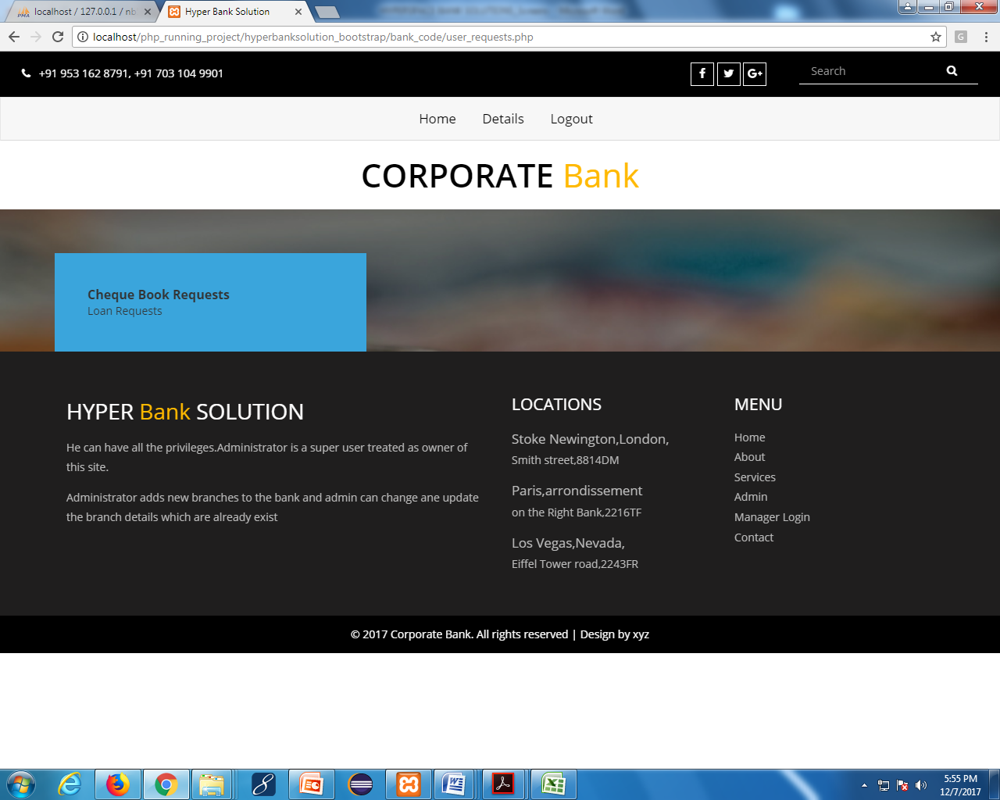 localhost / 127.0.0.1 / nb
Hyper Bank Solution
localhost/php_running_project/hyperbanksolution_bootstrap/bank_code/user_requests.php
+91 953 162 8791, +91 703 104 9901
Search
Home Details Logout
CORPORATE Bank
Cheque Book Requests
Loan Requests
HYPER Bank SOLUTION
He can have all the privileges.Administrator is a super user treated as owner of
this site.
Administrator adds new branches to the bank and admin can change ane update
the branch details which are already exist
LOCATIONS
Stoke Newington,London,
Smith street,8814DM
Paris,arrondissement
on the Right Bank,2216TF
Los Vegas,Nevada,
Eiffel Tower road,2243FR
MENU
Home
About
Services
Admin
Manager Login
Contact
© 2017 Corporate Bank. All rights reserved | Design by xyz
5:55 PM
12/7/2017